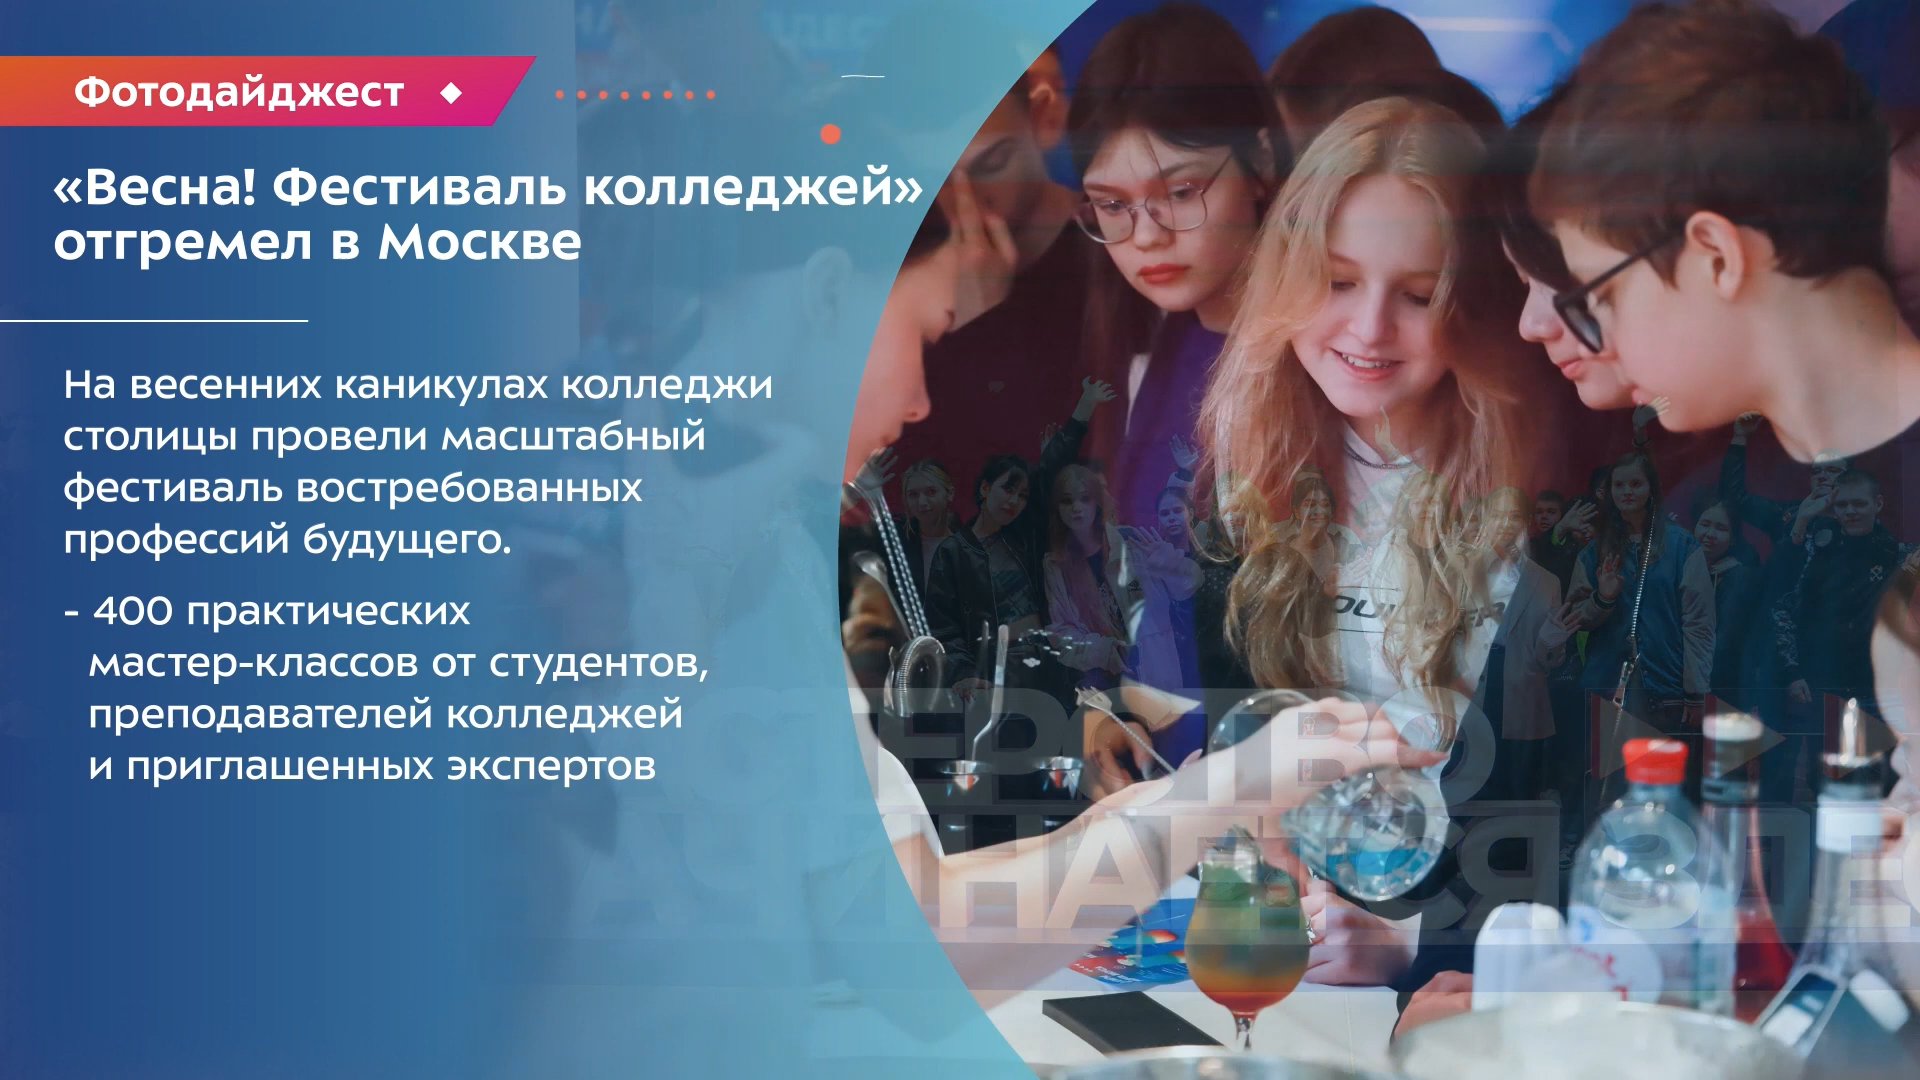 Фотодайджест
«Весна! Фестиваль колледжей»
отгремел в Москве
На весенних каникулах колледжи
столицы провели масштабный
фестиваль востребованных
профессий будущего.
- 400 практических
мастер-классов от студентов,
преподавателей колледжей
и приглашенных экспертов